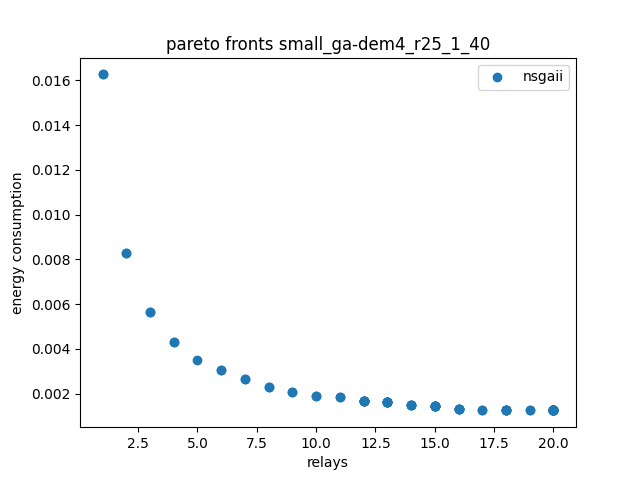 pareto fronts small_ga-dem4_r25_1_40
nsgaii
0.016
0.014
0.012
0.010
0.008
0.006
0.004
0.002
energy consumption
2.5 5.0 7.5 10.0 12.5 15.0 17.5 20.0
relays